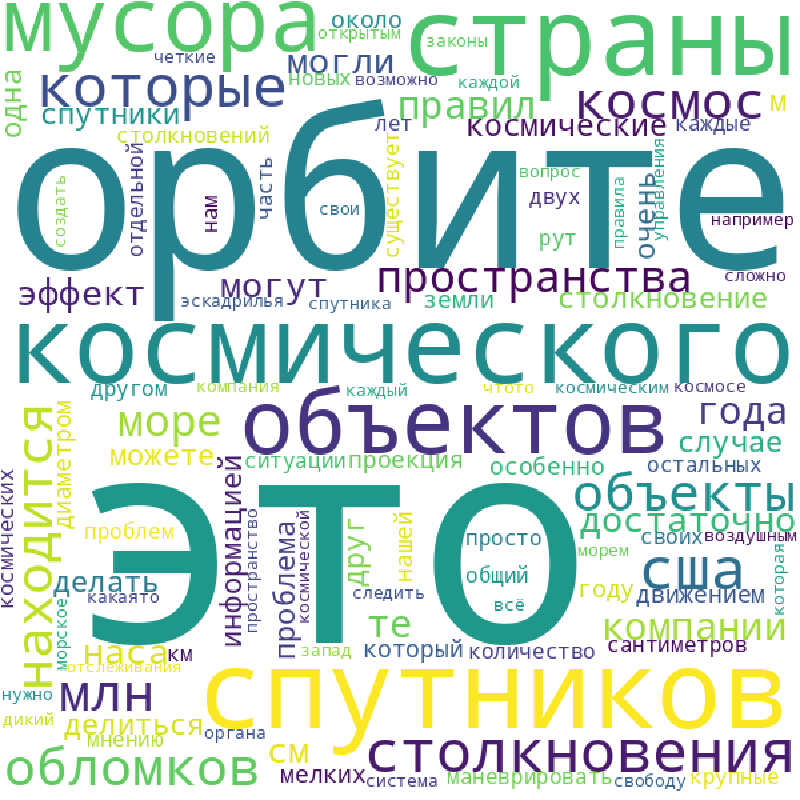 мусора
около
открытым
законы
страны
четкие
могли
новых
возможно
каждой
которые
правил
космос
м
одна
спутники
столкновений
лет
космические
каждые
орбите
отдельной
часть
нам
свои
существует
вопрос
двух
рут
очень
правила
управления
например
создать
эффект
могут
пространства
сложно
эскадрилья
спутника
земли
столкновение
космического
другом
компания
каждый
чтото
космическим
космосе
находится
диаметром
море
объектов
года
можете
случае
информацией
ситуации
проекция
особенно
остальных
космических
проблем
это
объекты
достаточно
пространство
проблема
космической
друг
нашей
просто
своих
воздушным
морем
делать
какаято
следить
общий
сша
году
движением
которая
всё
морское
наса
км
те
компании
отслеживания
запад
который
количество
сантиметров
нужно
млн
спутников
дикий
делиться
мнению
органа
см
столкновения
обломков
мелких
система
маневрировать
свободу
крупные